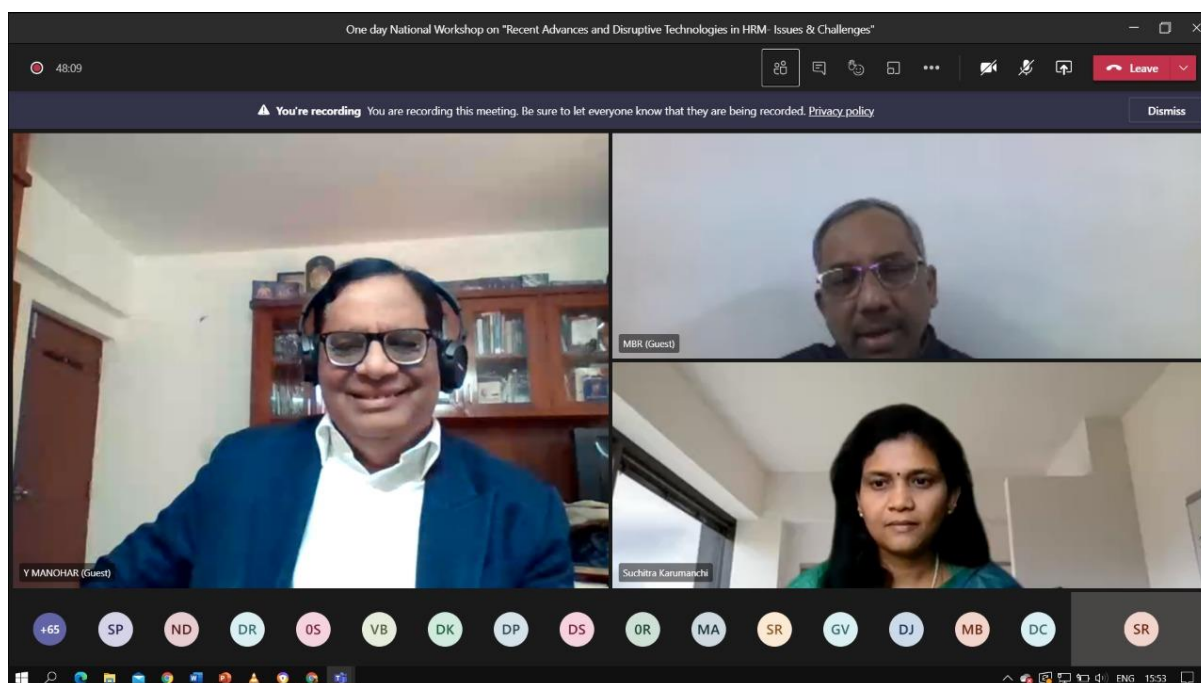 One day National Workshop on "Recent Advances and Disruptive Technologies in HRM- Issues & Challenges"
48:09
Leave
You're recording You are recording this meeting. Be sure to let everyone know that they are being recorded. Privacy policy
Dismiss
MBR (Guest)
Y MANOHAR (Guest)
Suchitra Karumanchi
+65 SP ND DR 0S VB DK DP DS 0R MA SR GV DJ MB DC SR
ENG 15:53